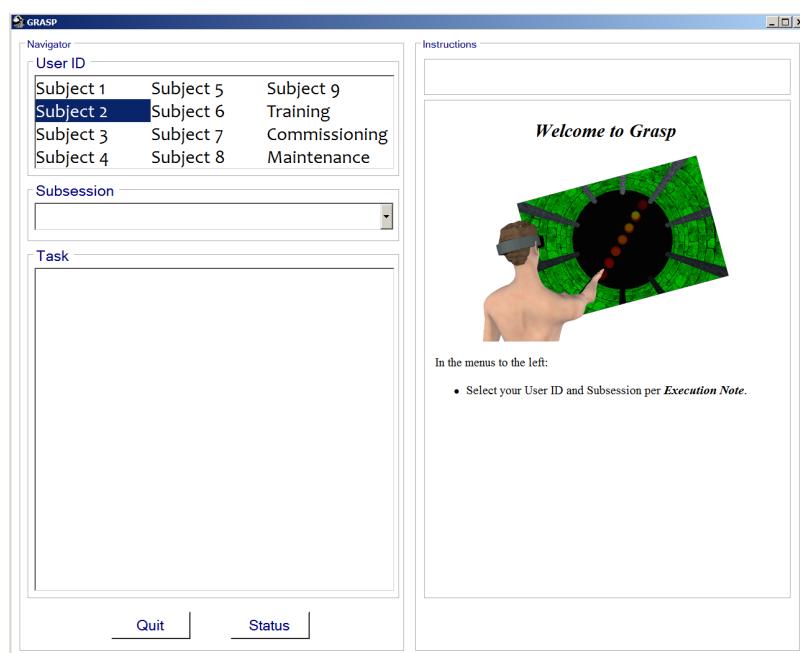 GRASP
Navigator
User ID
Subject 1 Subject 5 Subject 9
Subject 2 Subject 6 Training
Subject 3 Subject 7 Commissioning
Subject 4 Subject 8 Maintenance
Subsession
Task
Quit Status
Instructions
Welcome to Grasp
In the menus to the left:
• Select your User ID and Subsession per Execution Note.